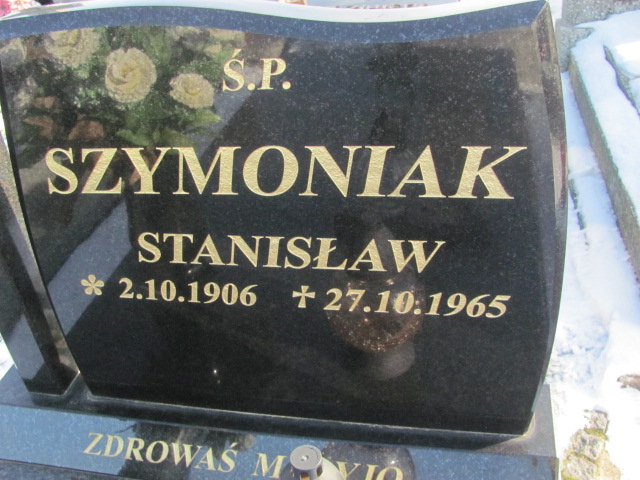 Ś.P.
SZYMONIAK
STANISŁAW
* 2.10.1906 † 27.10.1965
ZDROWAŚ